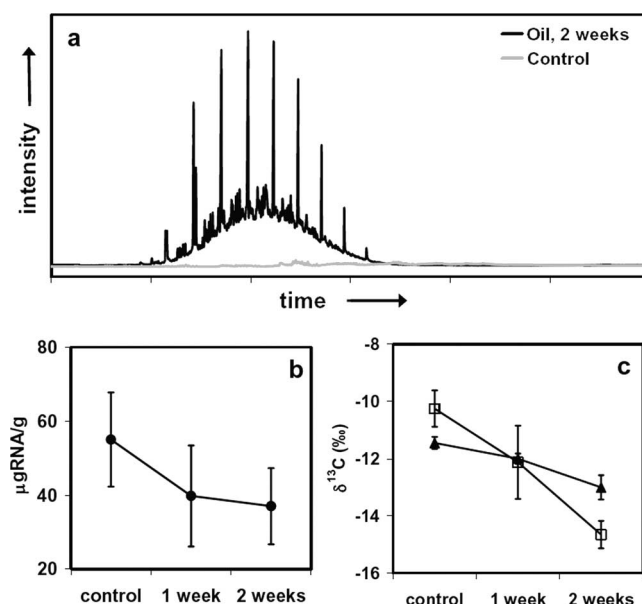 a
Oil, 2 weeks
Control
intensity
time
80
60
40
20
µgRNA/g
b
control 1 week 2 weeks
-8
-10
-12
-14
-16
δ ¹³C (‰)
c
control 1 week 2 weeks